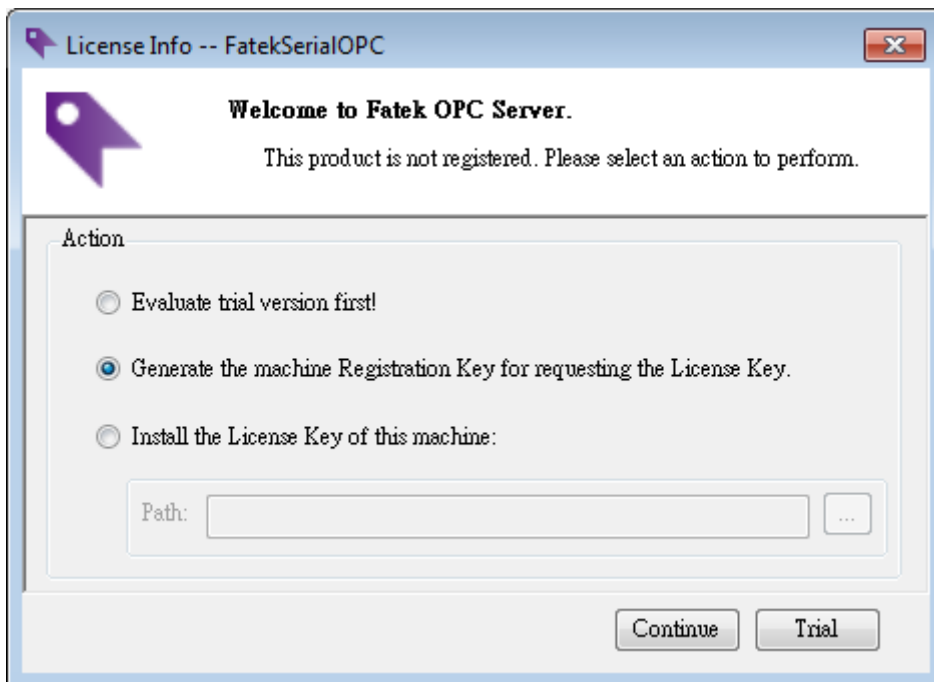 License Info -- FatekSerialOPC
Welcome to Fatek OPC Server.
This product is not registered. Please select an action to perform.
Action
Evaluate trial version first!
Generate the machine Registration Key for requesting the License Key.
Install the License Key of this machine:
Path:
...
Continue
Trial